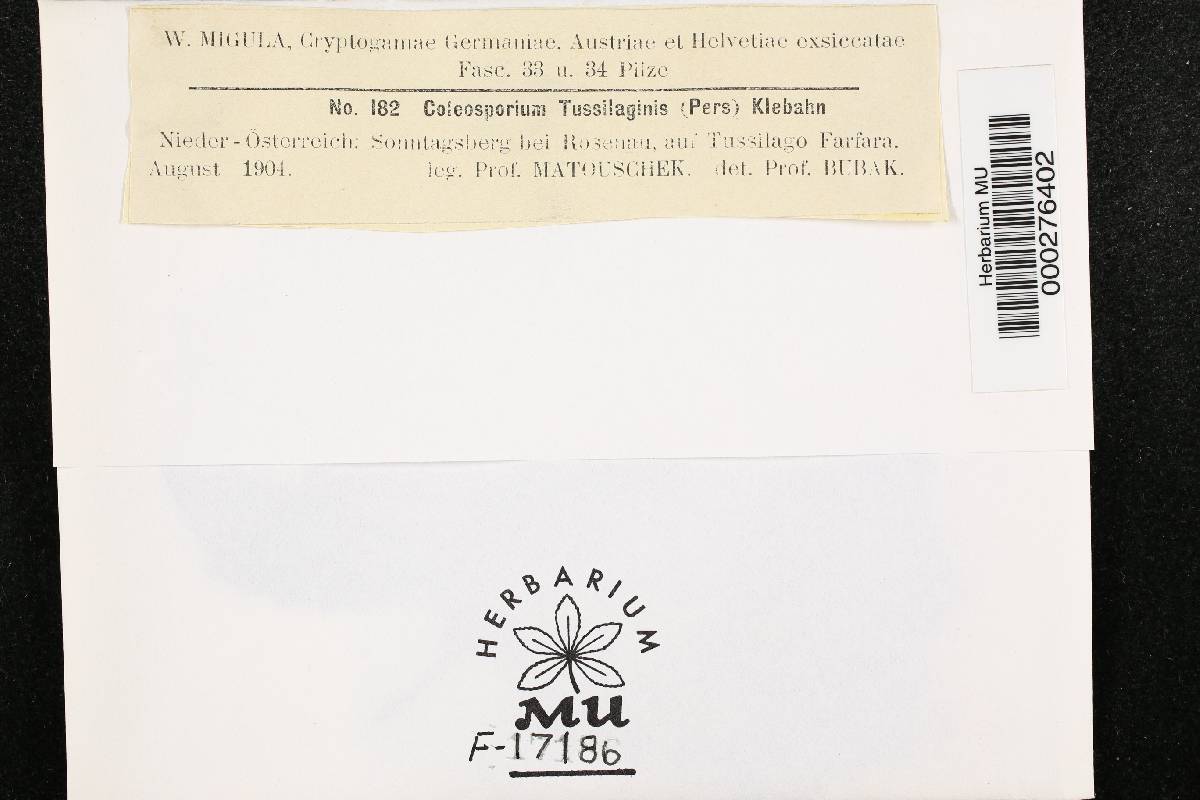 W. MIGULA, Cryptogamae Germaniae, Austriae et Helvetiae exsiccatae
Fasc. 33 u. 34 Pilze
No. 182 Coleosporium Tussilaginis (Pers) Klebahn
Nieder-Österreich: Sonntagsberg bei Rosenau, auf Tussilago Farfara.
August 1904. leg. Prof. MATOUSCHEK. det. Prof. BUBAK.
Herbarium MU
000276402
HERBARIUM
MU
F-17186